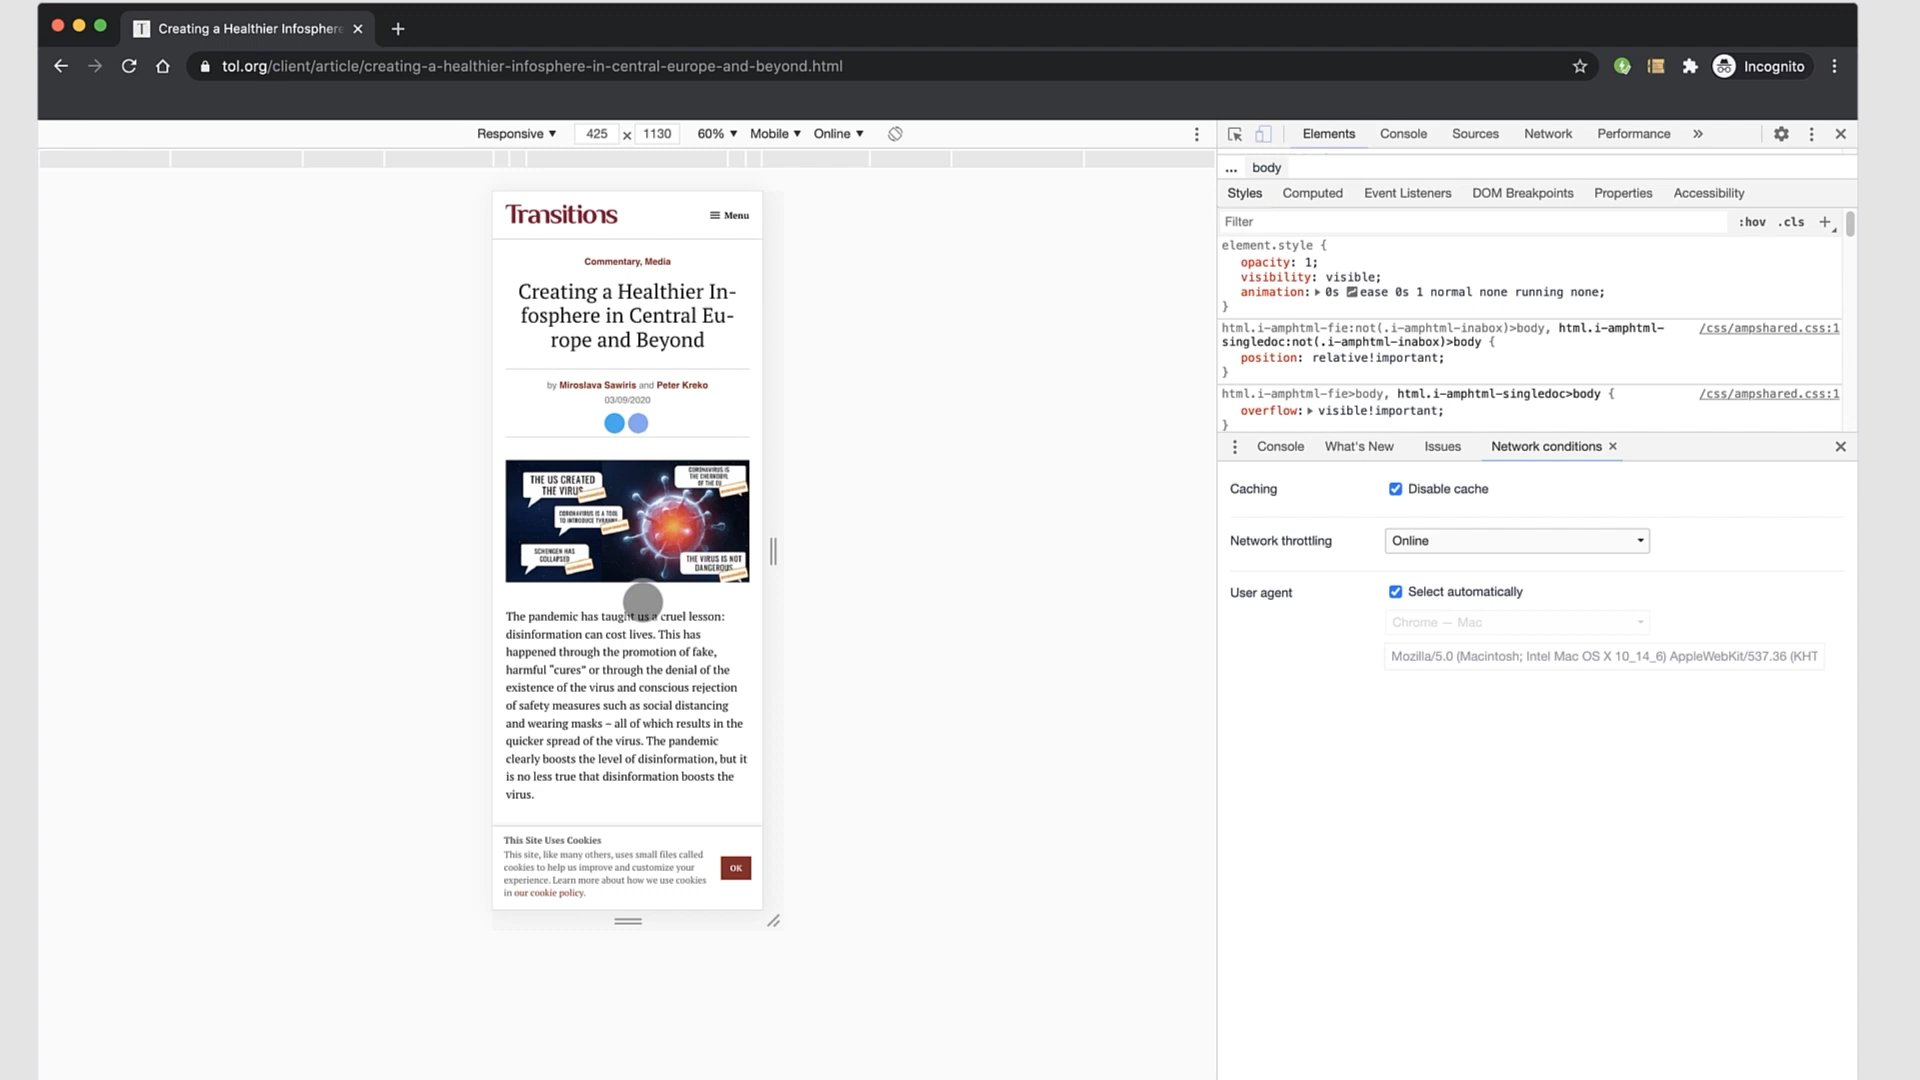 T Creating a Healthier Infosphere
tol.org/client/article/creating-a-healthier-infosphere-in-central-europe-and-beyond.html
Incognito
Responsive ▼ 425 × 1130 60% ▼ Mobile ▼ Online ▼
Elements Console Sources Network Performance »
... body
Styles Computed Event Listeners DOM Breakpoints Properties Accessibility
Filter :hov .cls +
element.style {
opacity: 1;
visibility: visible;
animation: 0s ease 0s 1 normal none running none;
}
html.i-amphtml-fie:not(.i-amphtml-inabox)>body, html.i-amphtml- /css/ampshared.css:1
singledoc:not(.i-amphtml-inabox)>body {
position: relative!important;
}
html.i-amphtml-fie>body, html.i-amphtml-singledoc>body { /css/ampshared.css:1
overflow: visible!important;
}
Console What's New Issues Network conditions
Caching Disable cache
Network throttling Online
User agent Select automatically
Chrome — Mac
Mozilla/5.0 (Macintosh; Intel Mac OS X 10_14_6) AppleWebKit/537.36 (KHT
Transitions
Menu
Commentary, Media
Creating a Healthier In-
fosphere in Central Eu-
rope and Beyond
by Miroslava Sawiris and Peter Kreko
03/09/2020
THE US CREATED
THE VIRUS
CORONAVIRUS IS
THE CHERNOBYL
OF THE EU
CORONAVIRUS IS A TOOL
TO INTRODUCE TYRANNY
SCHENGEN HAS
COLLAPSED
THE VIRUS IS NOT
DANGEROUS
The pandemic has taught us a cruel lesson:
disinformation can cost lives. This has
happened through the promotion of fake,
harmful “cures” or through the denial of the
existence of the virus and conscious rejection
of safety measures such as social distancing
and wearing masks – all of which results in the
quicker spread of the virus. The pandemic
clearly boosts the level of disinformation, but it
is no less true that disinformation boosts the
virus.
This Site Uses Cookies
This site, like many others, uses small files called
cookies to help us improve and customize your
experience. Learn more about how we use cookies
in our cookie policy.
OK